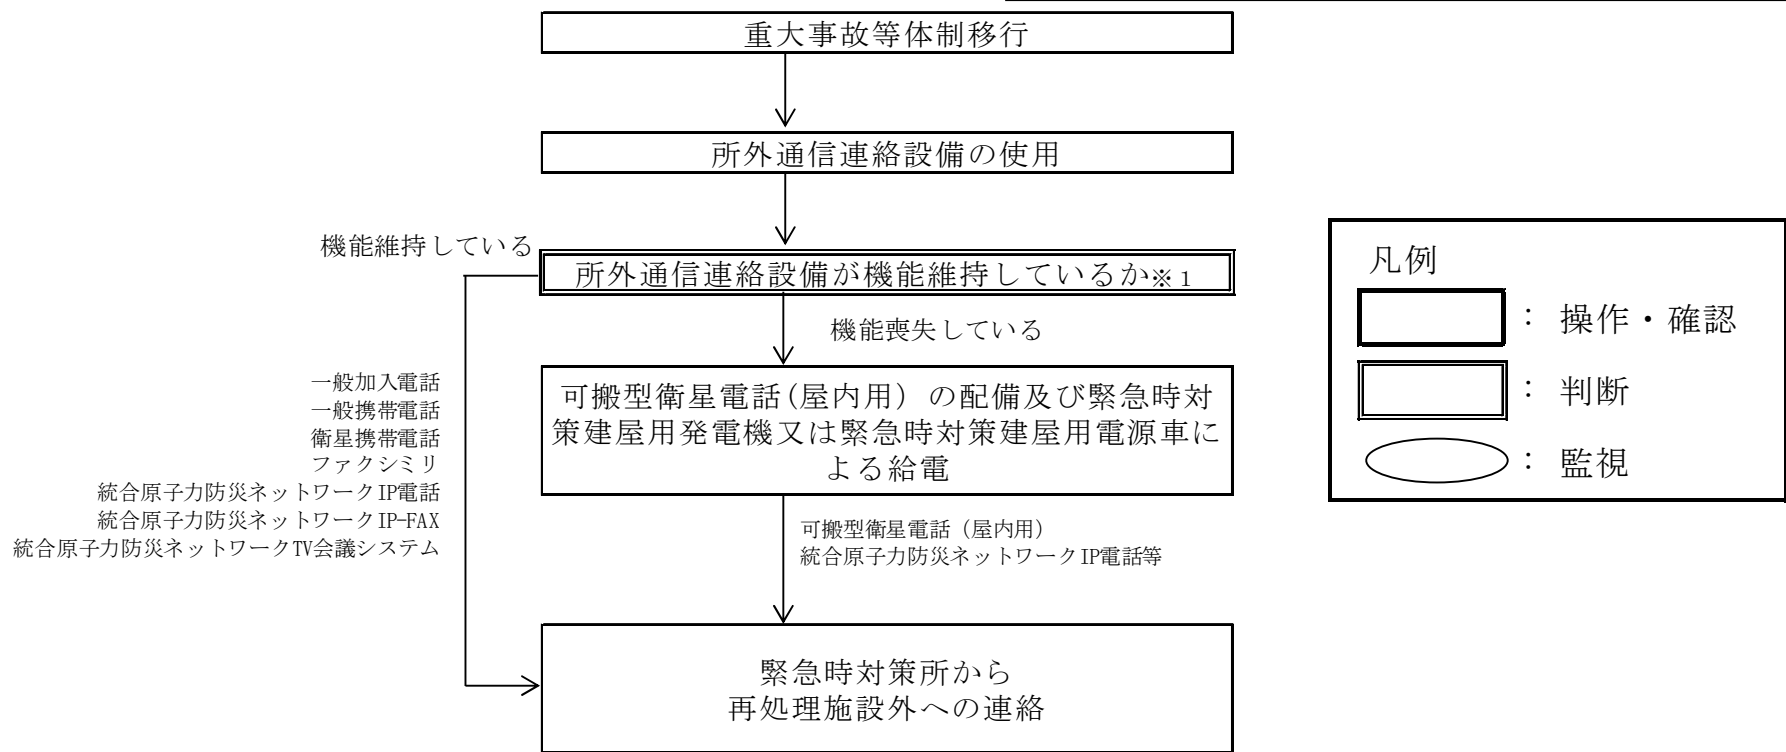 重大事故等体制移行
所外通信連絡設備の使用
機能維持している
所外通信連絡設備が機能維持しているか※1
機能喪失している
一般加入電話
一般携帯電話
衛星携帯電話
ファクシミリ
統合原子力防災ネットワークIP電話
統合原子力防災ネットワークIP-FAX
統合原子力防災ネットワークTV会議システム
可搬型衛星電話(屋内用)の配備及び緊急時対
策建屋用発電機又は緊急時対策建屋用電源車に
よる給電
可搬型衛星電話（屋内用）
統合原子力防災ネットワークIP電話等
緊急時対策所から
再処理施設外への連絡
凡例
： 操作・確認
： 判断
： 監視